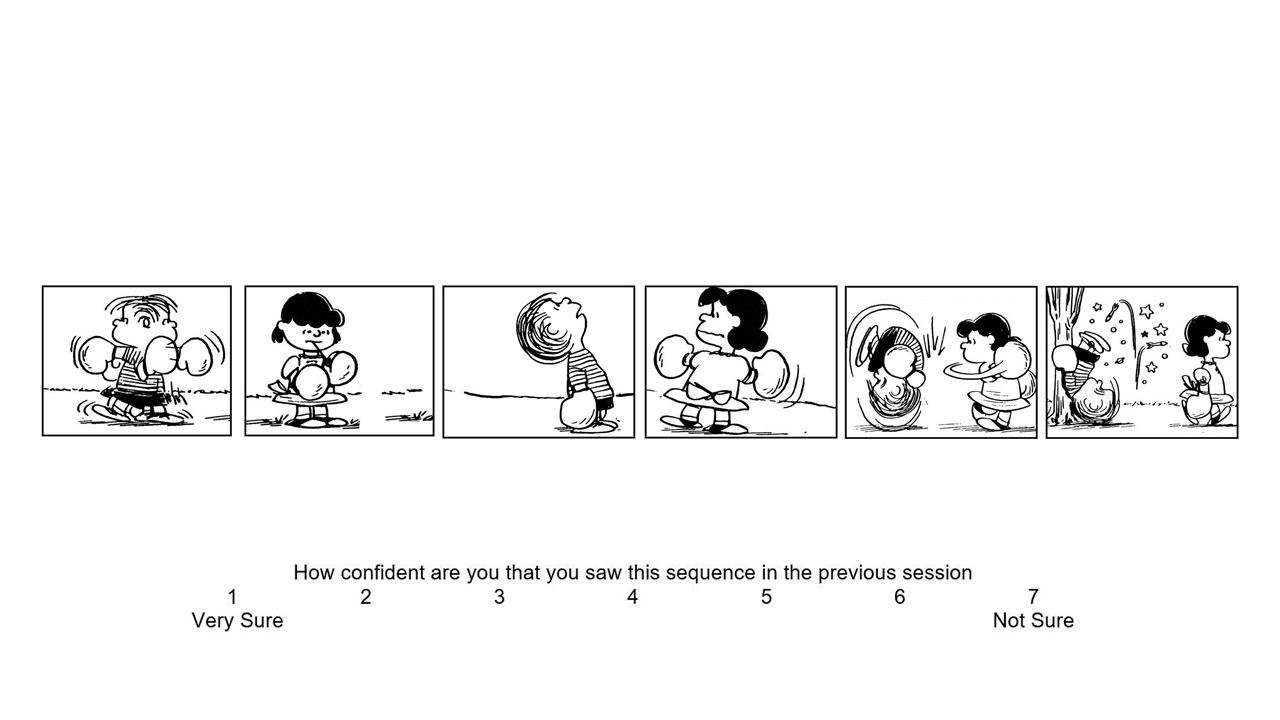 How confident are you that you saw this sequence in the previous session
1 2 3 4 5 6 7
Very Sure Not Sure